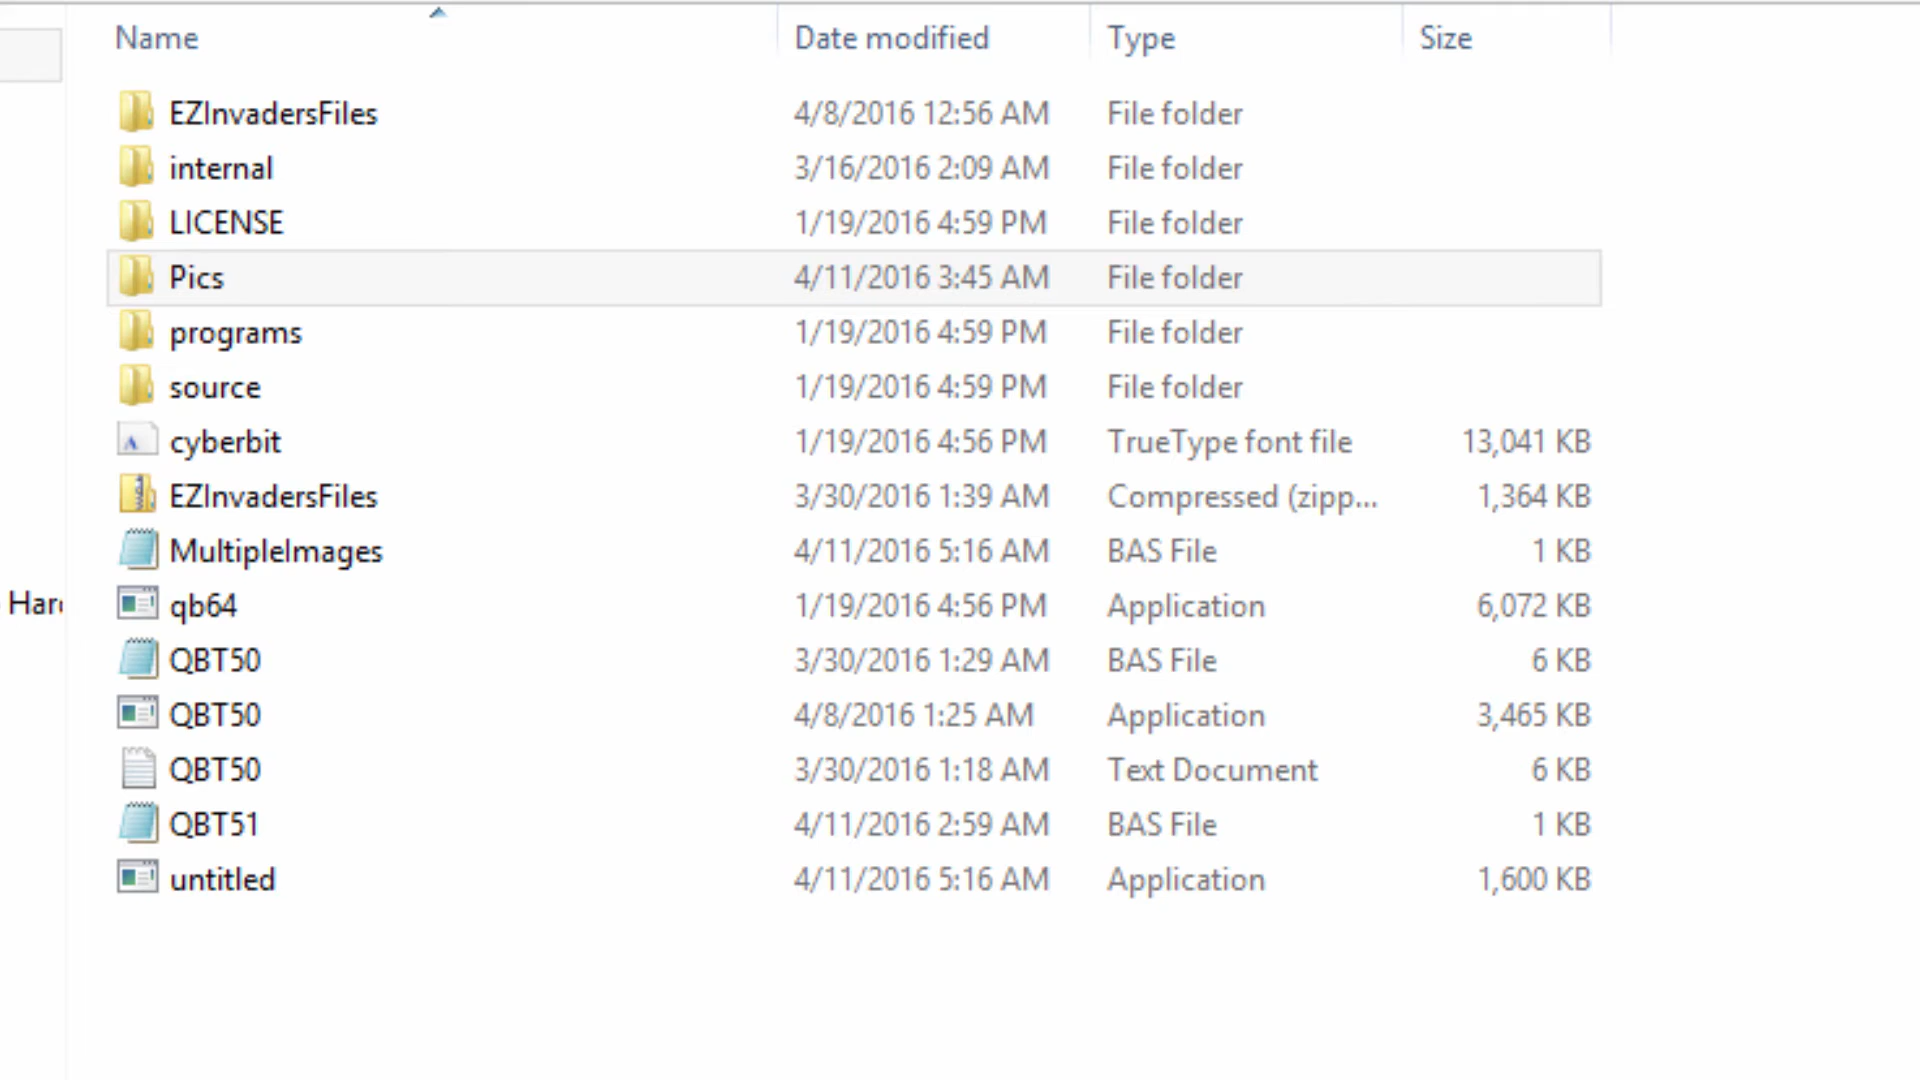 Name Date modified Type Size
EZInvadersFiles 4/8/2016 12:56 AM File folder
internal 3/16/2016 2:09 AM File folder
LICENSE 1/19/2016 4:59 PM File folder
Pics 4/11/2016 3:45 AM File folder
programs 1/19/2016 4:59 PM File folder
source 1/19/2016 4:59 PM File folder
cyberbit 1/19/2016 4:56 PM TrueType font file 13,041 KB
EZInvadersFiles 3/30/2016 1:39 AM Compressed (zipp... 1,364 KB
MultipleImages 4/11/2016 5:16 AM BAS File 1 KB
Har qb64 1/19/2016 4:56 PM Application 6,072 KB
QBT50 3/30/2016 1:29 AM BAS File 6 KB
QBT50 4/8/2016 1:25 AM Application 3,465 KB
QBT50 3/30/2016 1:18 AM Text Document 6 KB
QBT51 4/11/2016 2:59 AM BAS File 1 KB
untitled 4/11/2016 5:16 AM Application 1,600 KB